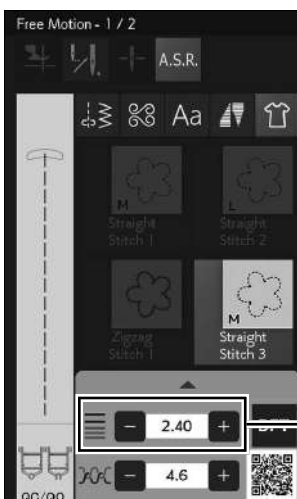 Free Motion - 1 / 2
A.S.R.
Aa
M
L
Straight
Stitch 1
Straight
Stitch 2
M
Zigzag
Stitch 1
Straight
Stitch 3
- 2.40 +
- 4.6 +